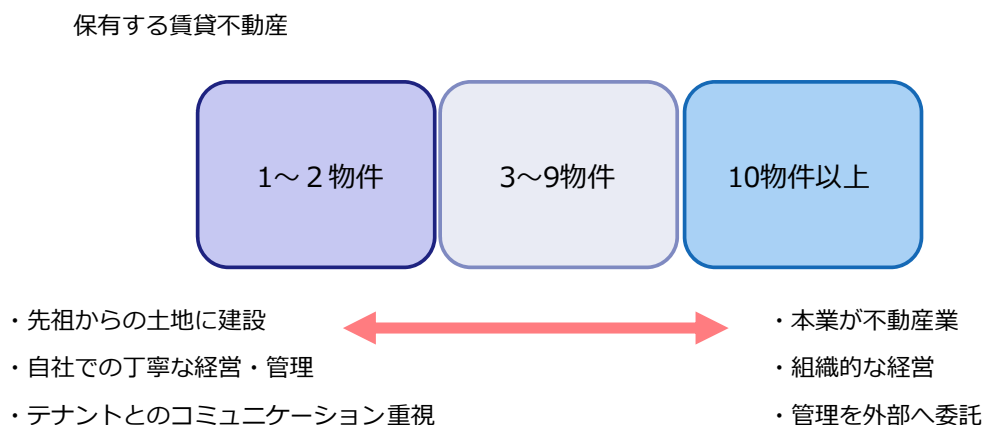 保有する賃貸不動産
1～２物件
3～9物件
10物件以上
・先祖からの土地に建設
・自社での丁寧な経営・管理
・テナントとのコミュニケーション重視
・本業が不動産業
・組織的な経営
・管理を外部へ委託